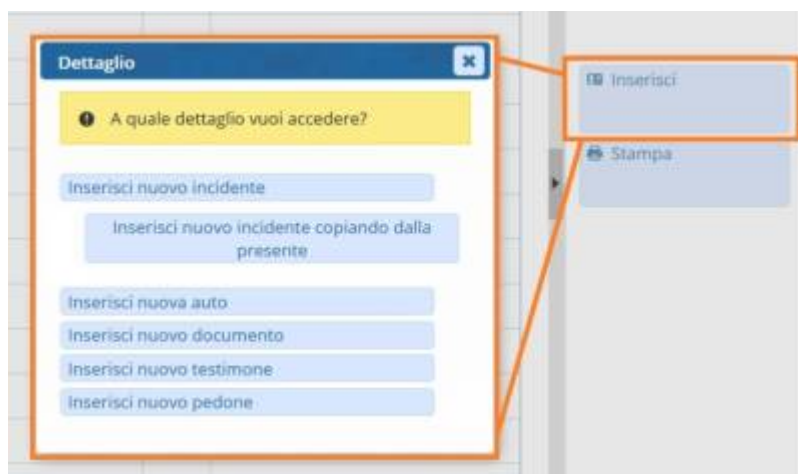 Dettaglio
A quale dettaglio vuoi accedere?
Inserisci nuovo incidente
Inserisci nuovo incidente copiando dalla
presente
Inserisci nuova auto
Inserisci nuovo documento
Inserisci nuovo testimone
Inserisci nuovo pedone
Inserisci
Stampa